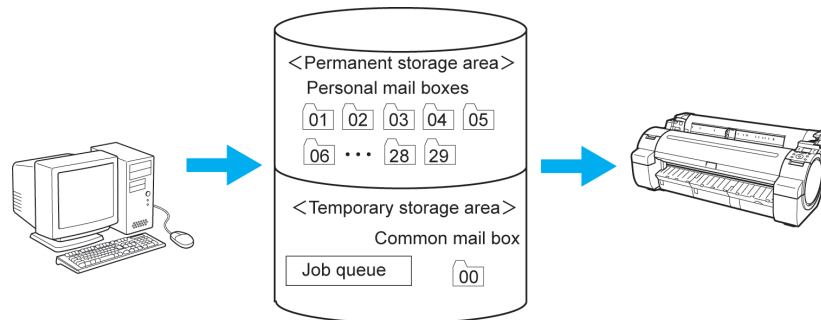 ＜Permanent storage area＞
Personal mail boxes
01 02 03 04 05
06 ･･･ 28 29
＜Temporary storage area＞
Common mail box
Job queue 00